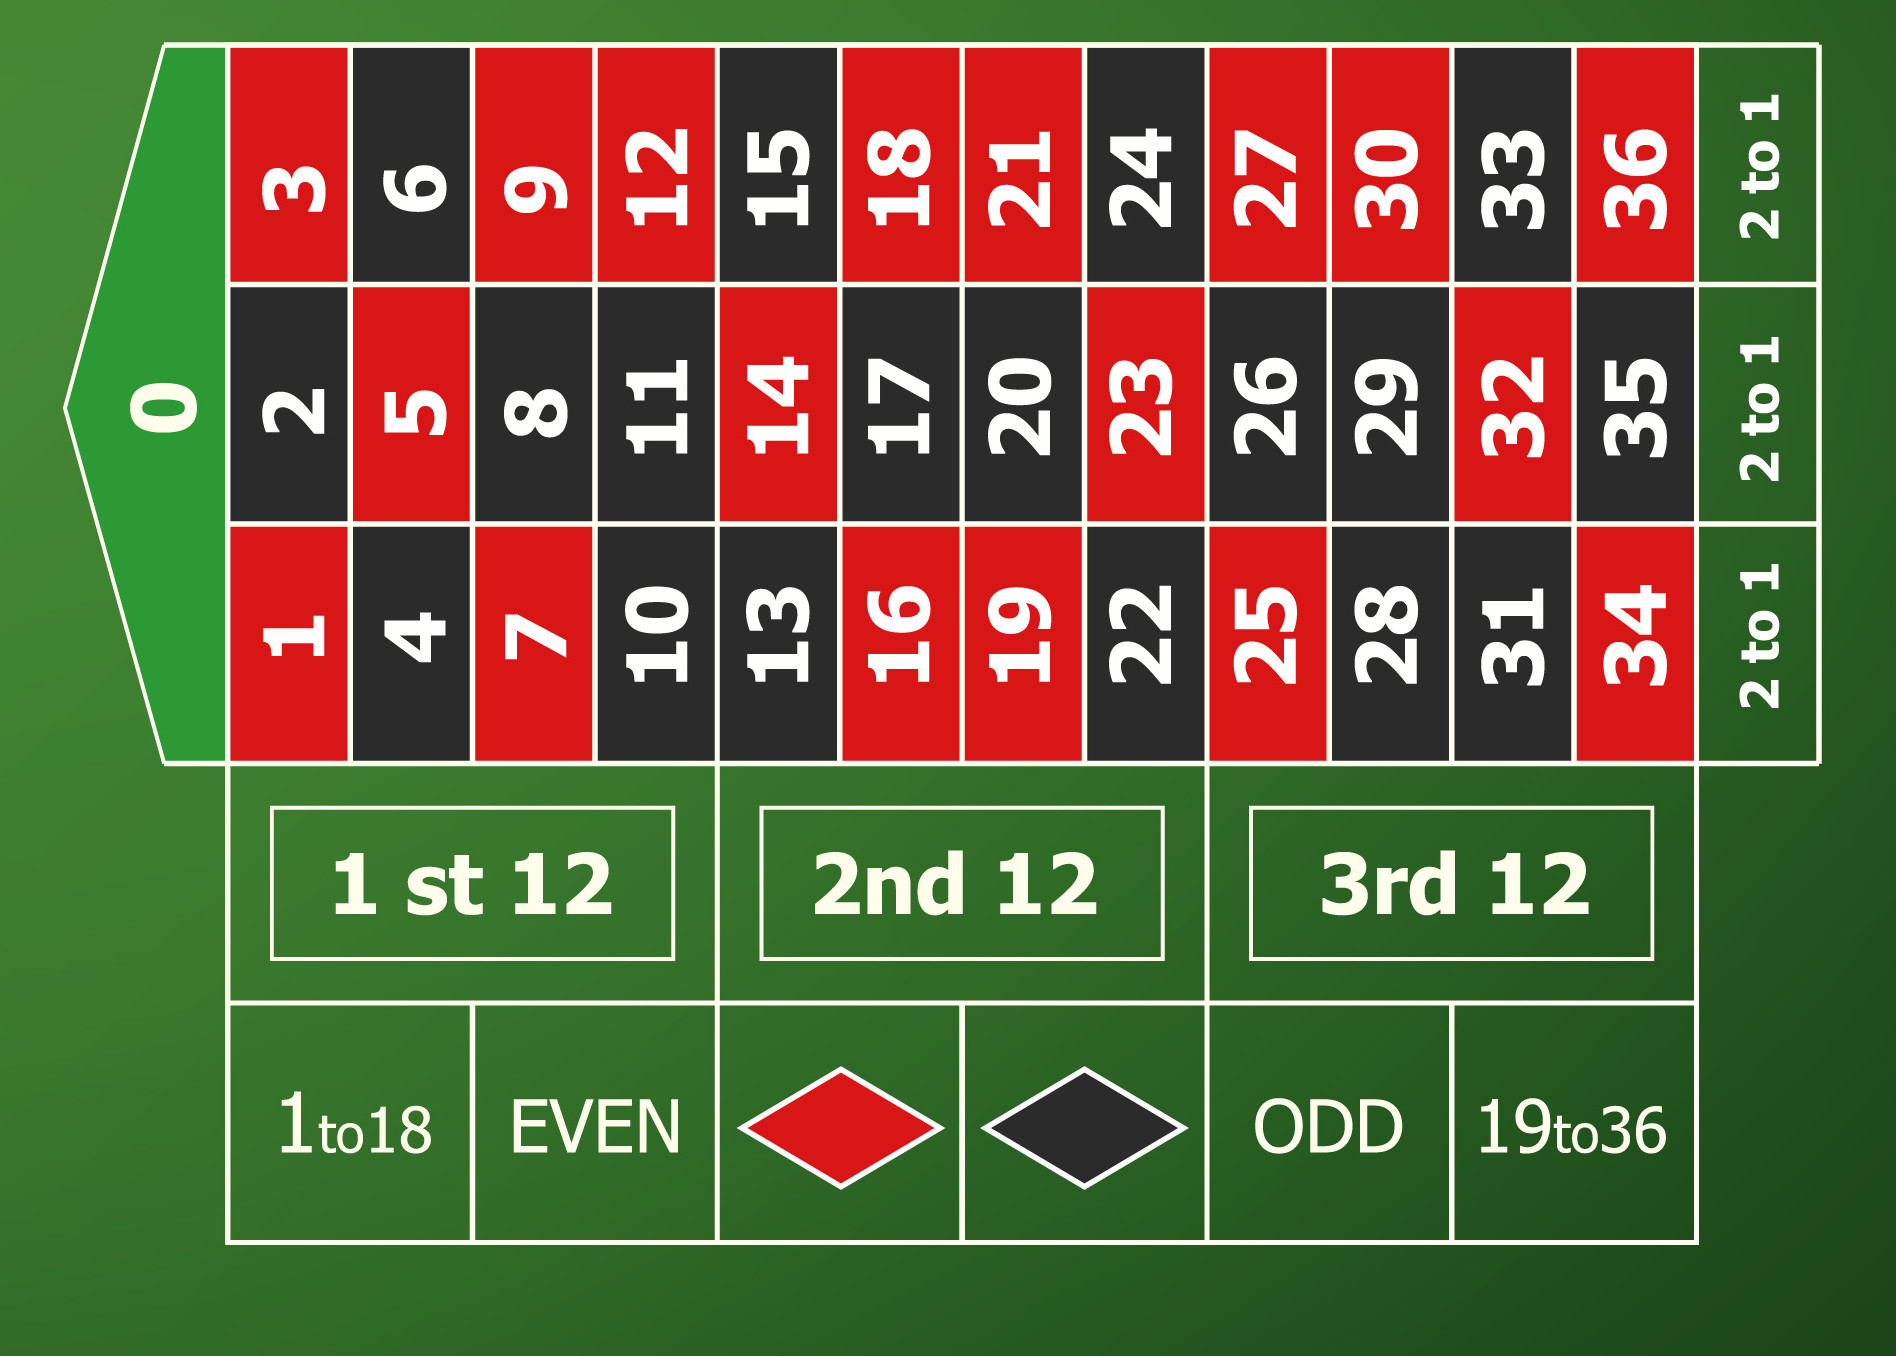 0
3 6 9 12 15 18 21 24 27 30 33 36 2 to 1
2 5 8 11 14 17 20 23 26 29 32 35 2 to 1
1 4 7 10 13 16 19 22 25 28 31 34 2 to 1
1 st 12 2nd 12 3rd 12
1to18 EVEN ODD 19to36